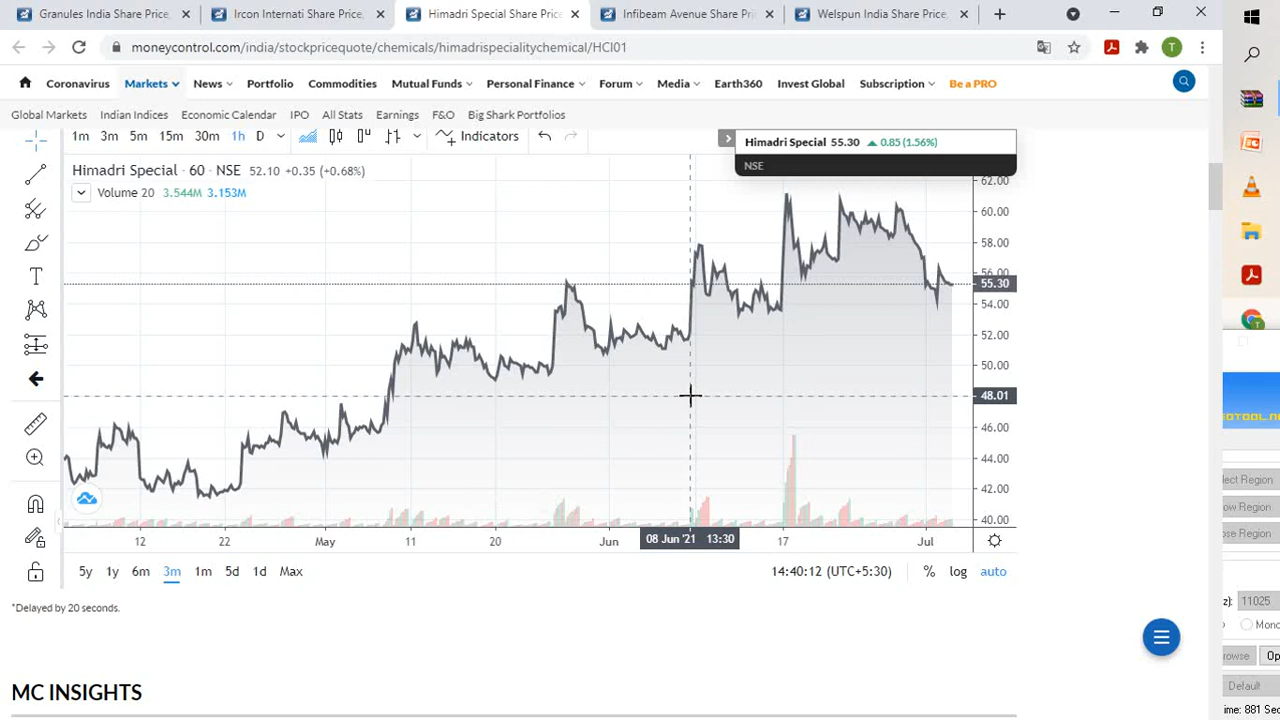 Granules India Share Price,
Ircon Internati Share Price,
Himadri Special Share Price
Infibeam Avenue Share Pri
Welspun India Share Price,
moneycontrol.com/india/stockpricequote/chemicals/himadrispecialitychemical/HCI01
T
Coronavirus Markets News Portfolio Commodities Mutual Funds Personal Finance Forum Media Earth360 Invest Global Subscription Be a PRO
Global Markets Indian Indices Economic Calendar IPO All Stats Earnings F&O Big Shark Portfolios
1m 3m 5m 15m 30m 1h D Indicators
Himadri Special 55.30 0.85 (1.56%)
NSE
Himadri Special · 60 · NSE 52.10 +0.35 (+0.68%)
Volume 20 3.544M 3.153M
62.00
60.00
58.00
56.00
55.30
54.00
52.00
50.00
48.01
46.00
44.00
42.00
40.00
12 22 May 11 20 Jun 08 Jun '21 13:30 17 Jul
5y 1y 6m 3m 1m 5d 1d Max
14:40:12 (UTC+5:30) % log auto
*Delayed by 20 seconds.
MC INSIGHTS
Region
Region
Region
11025
Mono
Default
881